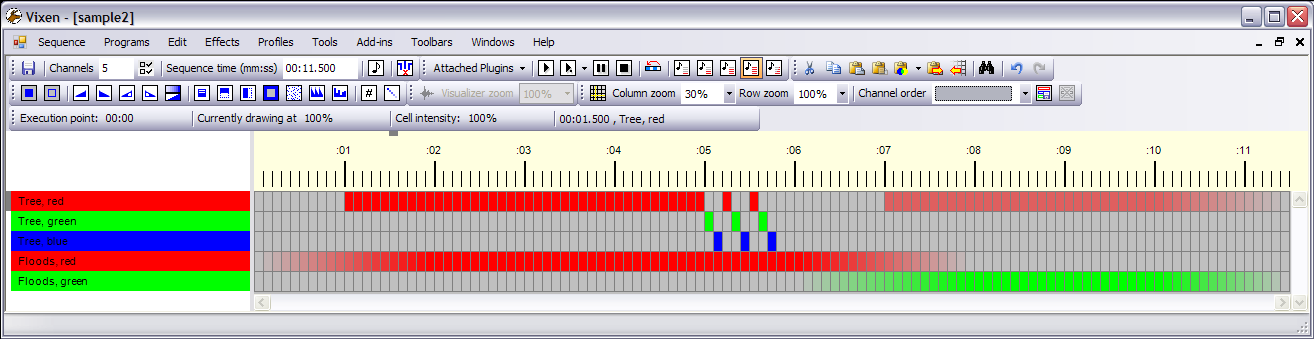 Vixen - [sample2]
Sequence Programs Edit Effects Profiles Tools Add-ins Toolbars Windows Help
Channels 5 Sequence time (mm:ss) 00:11.500 Attached Plugins
Visualizer zoom 100% Column zoom 30% Row zoom 100% Channel order
Execution point: 00:00 Currently drawing at 100% Cell intensity: 100% 00:01.500 , Tree, red
:01 :02 :03 :04 :05 :06 :07 :08 :09 :10 :11
Tree, red
Tree, green
Tree, blue
Floods, red
Floods, green